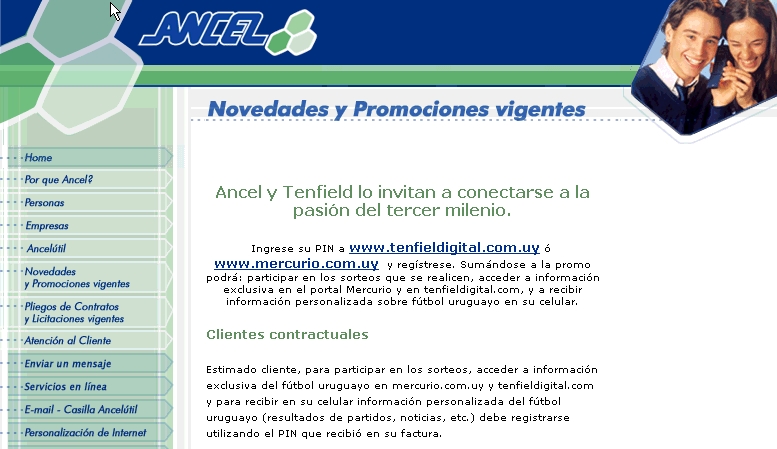 ANCEL
Novedades y Promociones vigentes
Home
Por que Ancel?
Personas
Empresas
Ancelútil
Novedades
y Promociones vigentes
Pliegos de Contratos
y Licitaciones vigentes
Atención al Cliente
Enviar un mensaje
Servicios en línea
E-mail - Casilla Ancelútil
Personalización de Internet
Ancel y Tenfield lo invitan a conectarse a la
pasión del tercer milenio.
Ingrese su PIN a www.tenfieldigital.com.uy ó
www.mercurio.com.uy y regístrese. Sumándose a la promo
podrá: participar en los sorteos que se realicen, acceder a información
exclusiva en el portal Mercurio y en tenfieldigital.com, y a recibir
información personalizada sobre fútbol uruguayo en su celular.
Clientes contractuales
Estimado cliente, para participar en los sorteos, acceder a información
exclusiva del fútbol uruguayo en mercurio.com.uy y tenfieldigital.com
y para recibir en su celular información personalizada del fútbol
uruguayo (resultados de partidos, noticias, etc.) debe registrarse
utilizando el PIN que recibió en su factura.